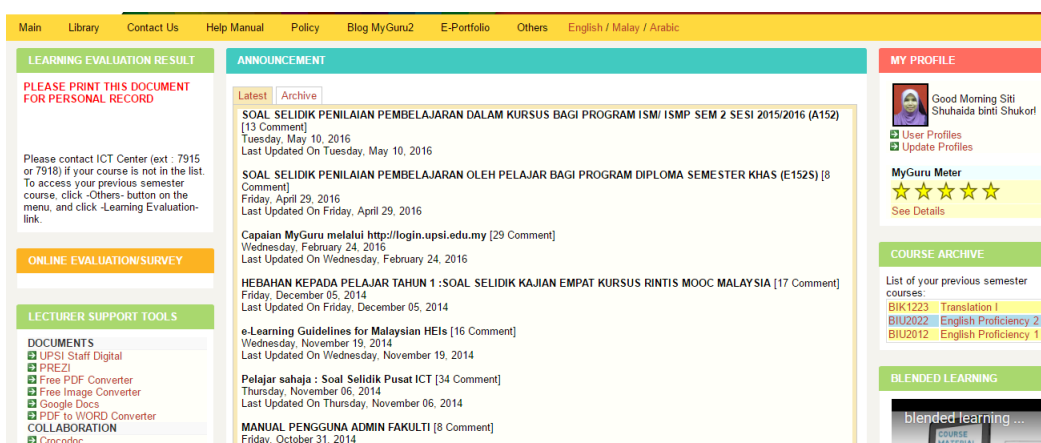 Main Library Contact Us Help Manual Policy Blog MyGuru2 E-Portfolio Others English / Malay / Arabic
LEARNING EVALUATION RESULT
PLEASE PRINT THIS DOCUMENT
FOR PERSONAL RECORD
Please contact ICT Center (ext : 7915
or 7918) if your course is not in the list.
To access your previous semester
course, click -Others- button on the
menu, and click -Learning Evaluation-
link.
ONLINE EVALUATION/SURVEY
LECTURER SUPPORT TOOLS
DOCUMENTS
UPSI Staff Digital
PREZI
Free PDF Converter
Free Image Converter
Google Docs
PDF to WORD Converter
COLLABORATION
Crocodoc
ANNOUNCEMENT
Latest Archive
SOAL SELIDIK PENILAIAN PEMBELAJARAN DALAM KURSUS BAGI PROGRAM ISM/ ISMP SEM 2 SESI 2015/2016 (A152)
[13 Comment]
Tuesday, May 10, 2016
Last Updated On Tuesday, May 10, 2016
SOAL SELIDIK PENILAIAN PEMBELAJARAN OLEH PELAJAR BAGI PROGRAM DIPLOMA SEMESTER KHAS (E152S) [8
Comment]
Friday, April 29, 2016
Last Updated On Friday, April 29, 2016
Capaian MyGuru melalui http://login.upsi.edu.my [29 Comment]
Wednesday, February 24, 2016
Last Updated On Wednesday, February 24, 2016
HEBAHAN KEPADA PELAJAR TAHUN 1 :SOAL SELIDIK KAJIAN EMPAT KURSUS RINTIS MOOC MALAYSIA [17 Comment]
Friday, December 05, 2014
Last Updated On Friday, December 05, 2014
e-Learning Guidelines for Malaysian HEIs [16 Comment]
Wednesday, November 19, 2014
Last Updated On Wednesday, November 19, 2014
Pelajar sahaja : Soal Selidik Pusat ICT [34 Comment]
Thursday, November 06, 2014
Last Updated On Thursday, November 06, 2014
MANUAL PENGGUNA ADMIN FAKULTI [8 Comment]
Friday, October 31, 2014
MY PROFILE
Good Morning Siti
Shuhaida binti Shukor!
User Profiles
Update Profiles
MyGuru Meter
See Details
COURSE ARCHIVE
List of your previous semester
courses:
BIK1223 Translation I
BIU2022 English Proficiency 2
BIU2012 English Proficiency 1
BLENDED LEARNING
blended learning ...
COURSE
MATERIAL